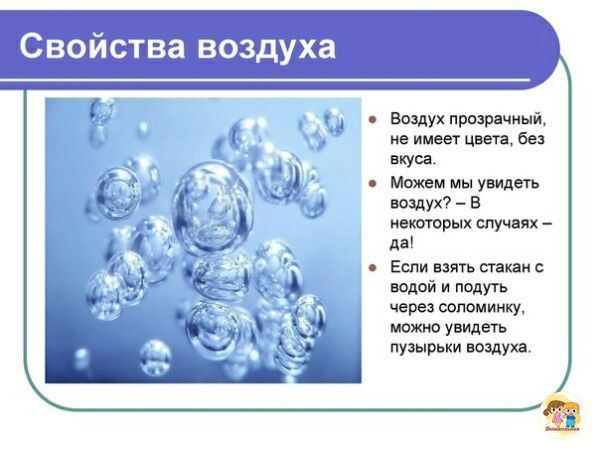 Свойства воздуха
Воздух прозрачный,
не имеет цвета, без
вкуса.
Можем мы увидеть
воздух? – В
некоторых случаях –
да!
Если взять стакан с
водой и подуть
через соломинку,
можно увидеть
пузырьки воздуха.
Дошкольник